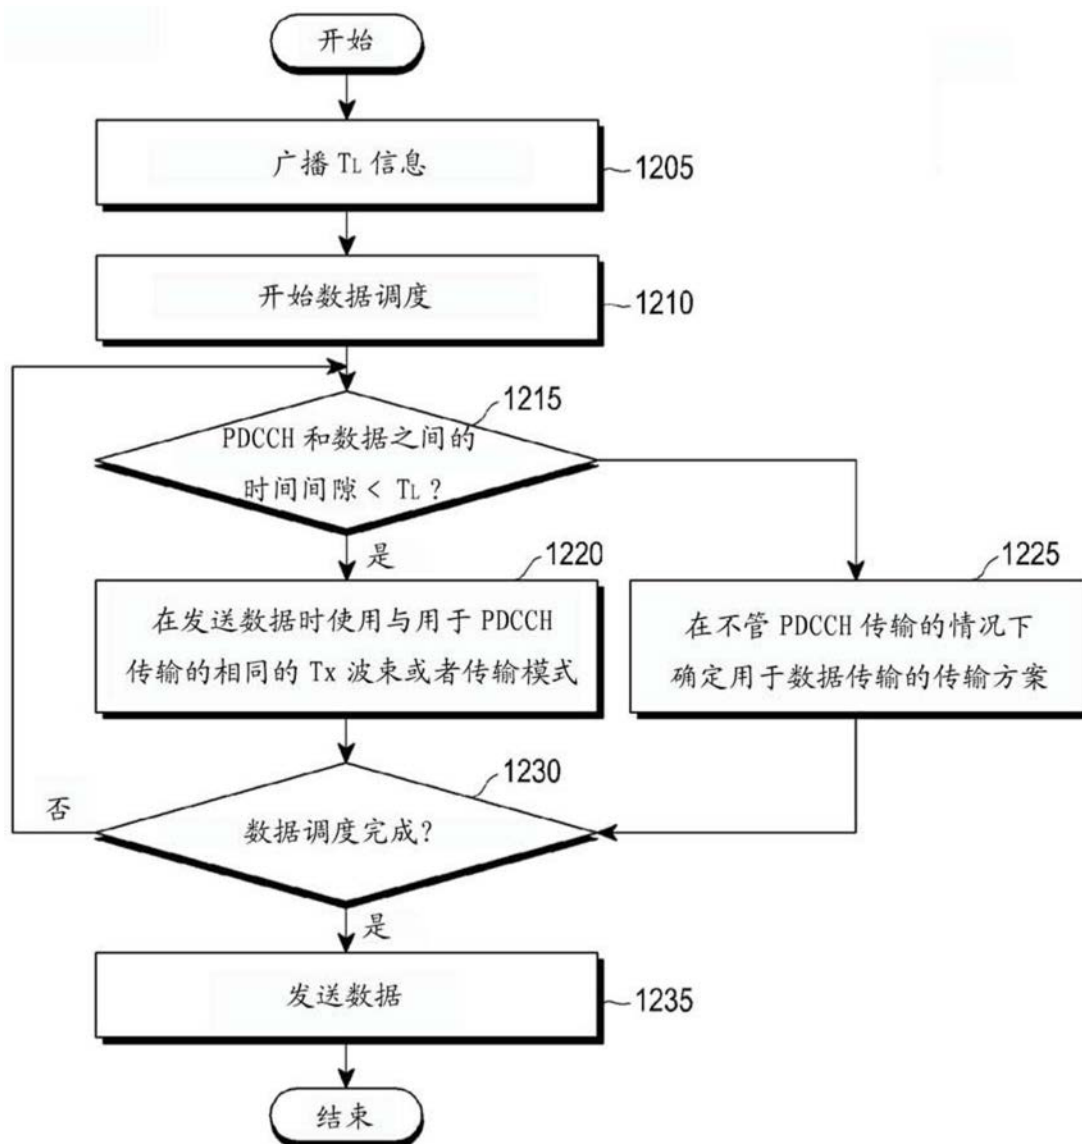 开始
广播 TL 信息
1205
开始数据调度
1210
1215
PDCCH 和数据之间的
时间间隙 < TL ?
是
1220
在发送数据时使用与用于 PDCCH
传输的相同的 Tx 波束或者传输模式
1225
在不管 PDCCH 传输的情况下
确定用于数据传输的传输方案
1230
否
数据调度完成?
是
发送数据
1235
结束